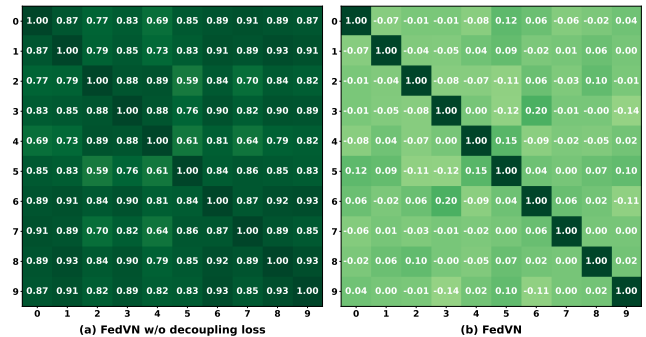 0 1.00 0.87 0.77 0.83 0.69 0.85 0.89 0.91 0.89 0.87
1 0.87 1.00 0.79 0.85 0.73 0.83 0.91 0.89 0.93 0.91
2 0.77 0.79 1.00 0.88 0.89 0.59 0.84 0.70 0.84 0.82
3 0.83 0.85 0.88 1.00 0.88 0.76 0.90 0.82 0.90 0.89
4 0.69 0.73 0.89 0.88 1.00 0.61 0.81 0.64 0.79 0.82
5 0.85 0.83 0.59 0.76 0.61 1.00 0.84 0.86 0.85 0.83
6 0.89 0.91 0.84 0.90 0.81 0.84 1.00 0.87 0.92 0.93
7 0.91 0.89 0.70 0.82 0.64 0.86 0.87 1.00 0.89 0.85
8 0.89 0.93 0.84 0.90 0.79 0.85 0.92 0.89 1.00 0.93
9 0.87 0.91 0.82 0.89 0.82 0.83 0.93 0.85 0.93 1.00
0 1 2 3 4 5 6 7 8 9
(a) FedVN w/o decoupling loss
0 1.00 -0.07 -0.01 -0.01 -0.08 0.12 0.06 -0.06 -0.02 0.04
1 -0.07 1.00 -0.04 -0.05 0.04 0.09 -0.02 0.01 0.06 0.00
2 -0.01 -0.04 1.00 -0.08 -0.07 -0.11 0.06 -0.03 0.10 -0.01
3 -0.01 -0.05 -0.08 1.00 0.00 -0.12 0.20 -0.01 -0.00 -0.14
4 -0.08 0.04 -0.07 0.00 1.00 0.15 -0.09 -0.02 -0.05 0.02
5 0.12 0.09 -0.11 -0.12 0.15 1.00 0.04 0.00 0.07 0.10
6 0.06 -0.02 0.06 0.20 -0.09 0.04 1.00 0.06 0.02 -0.11
7 -0.06 0.01 -0.03 -0.01 -0.02 0.00 0.06 1.00 0.00 0.00
8 -0.02 0.06 0.10 -0.00 -0.05 0.07 0.02 0.00 1.00 0.02
9 0.04 0.00 -0.01 -0.14 0.02 0.10 -0.11 0.00 0.02 1.00
0 1 2 3 4 5 6 7 8 9
(b) FedVN